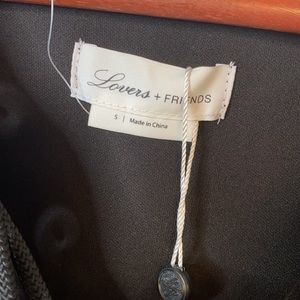 Lovers + FRIENDS
S | Made in China